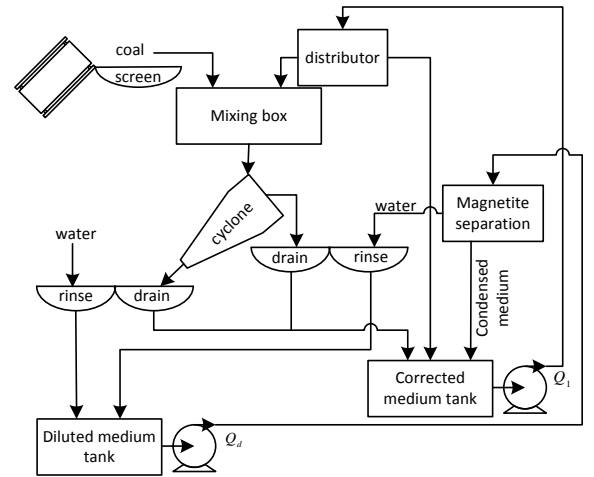 coal
screen
distributor
Mixing box
cyclone
water
Magnetite
separation
water
drain
rinse
rinse
drain
Condensed
medium
Corrected
medium tank
Q1
Diluted medium
tank
Qd